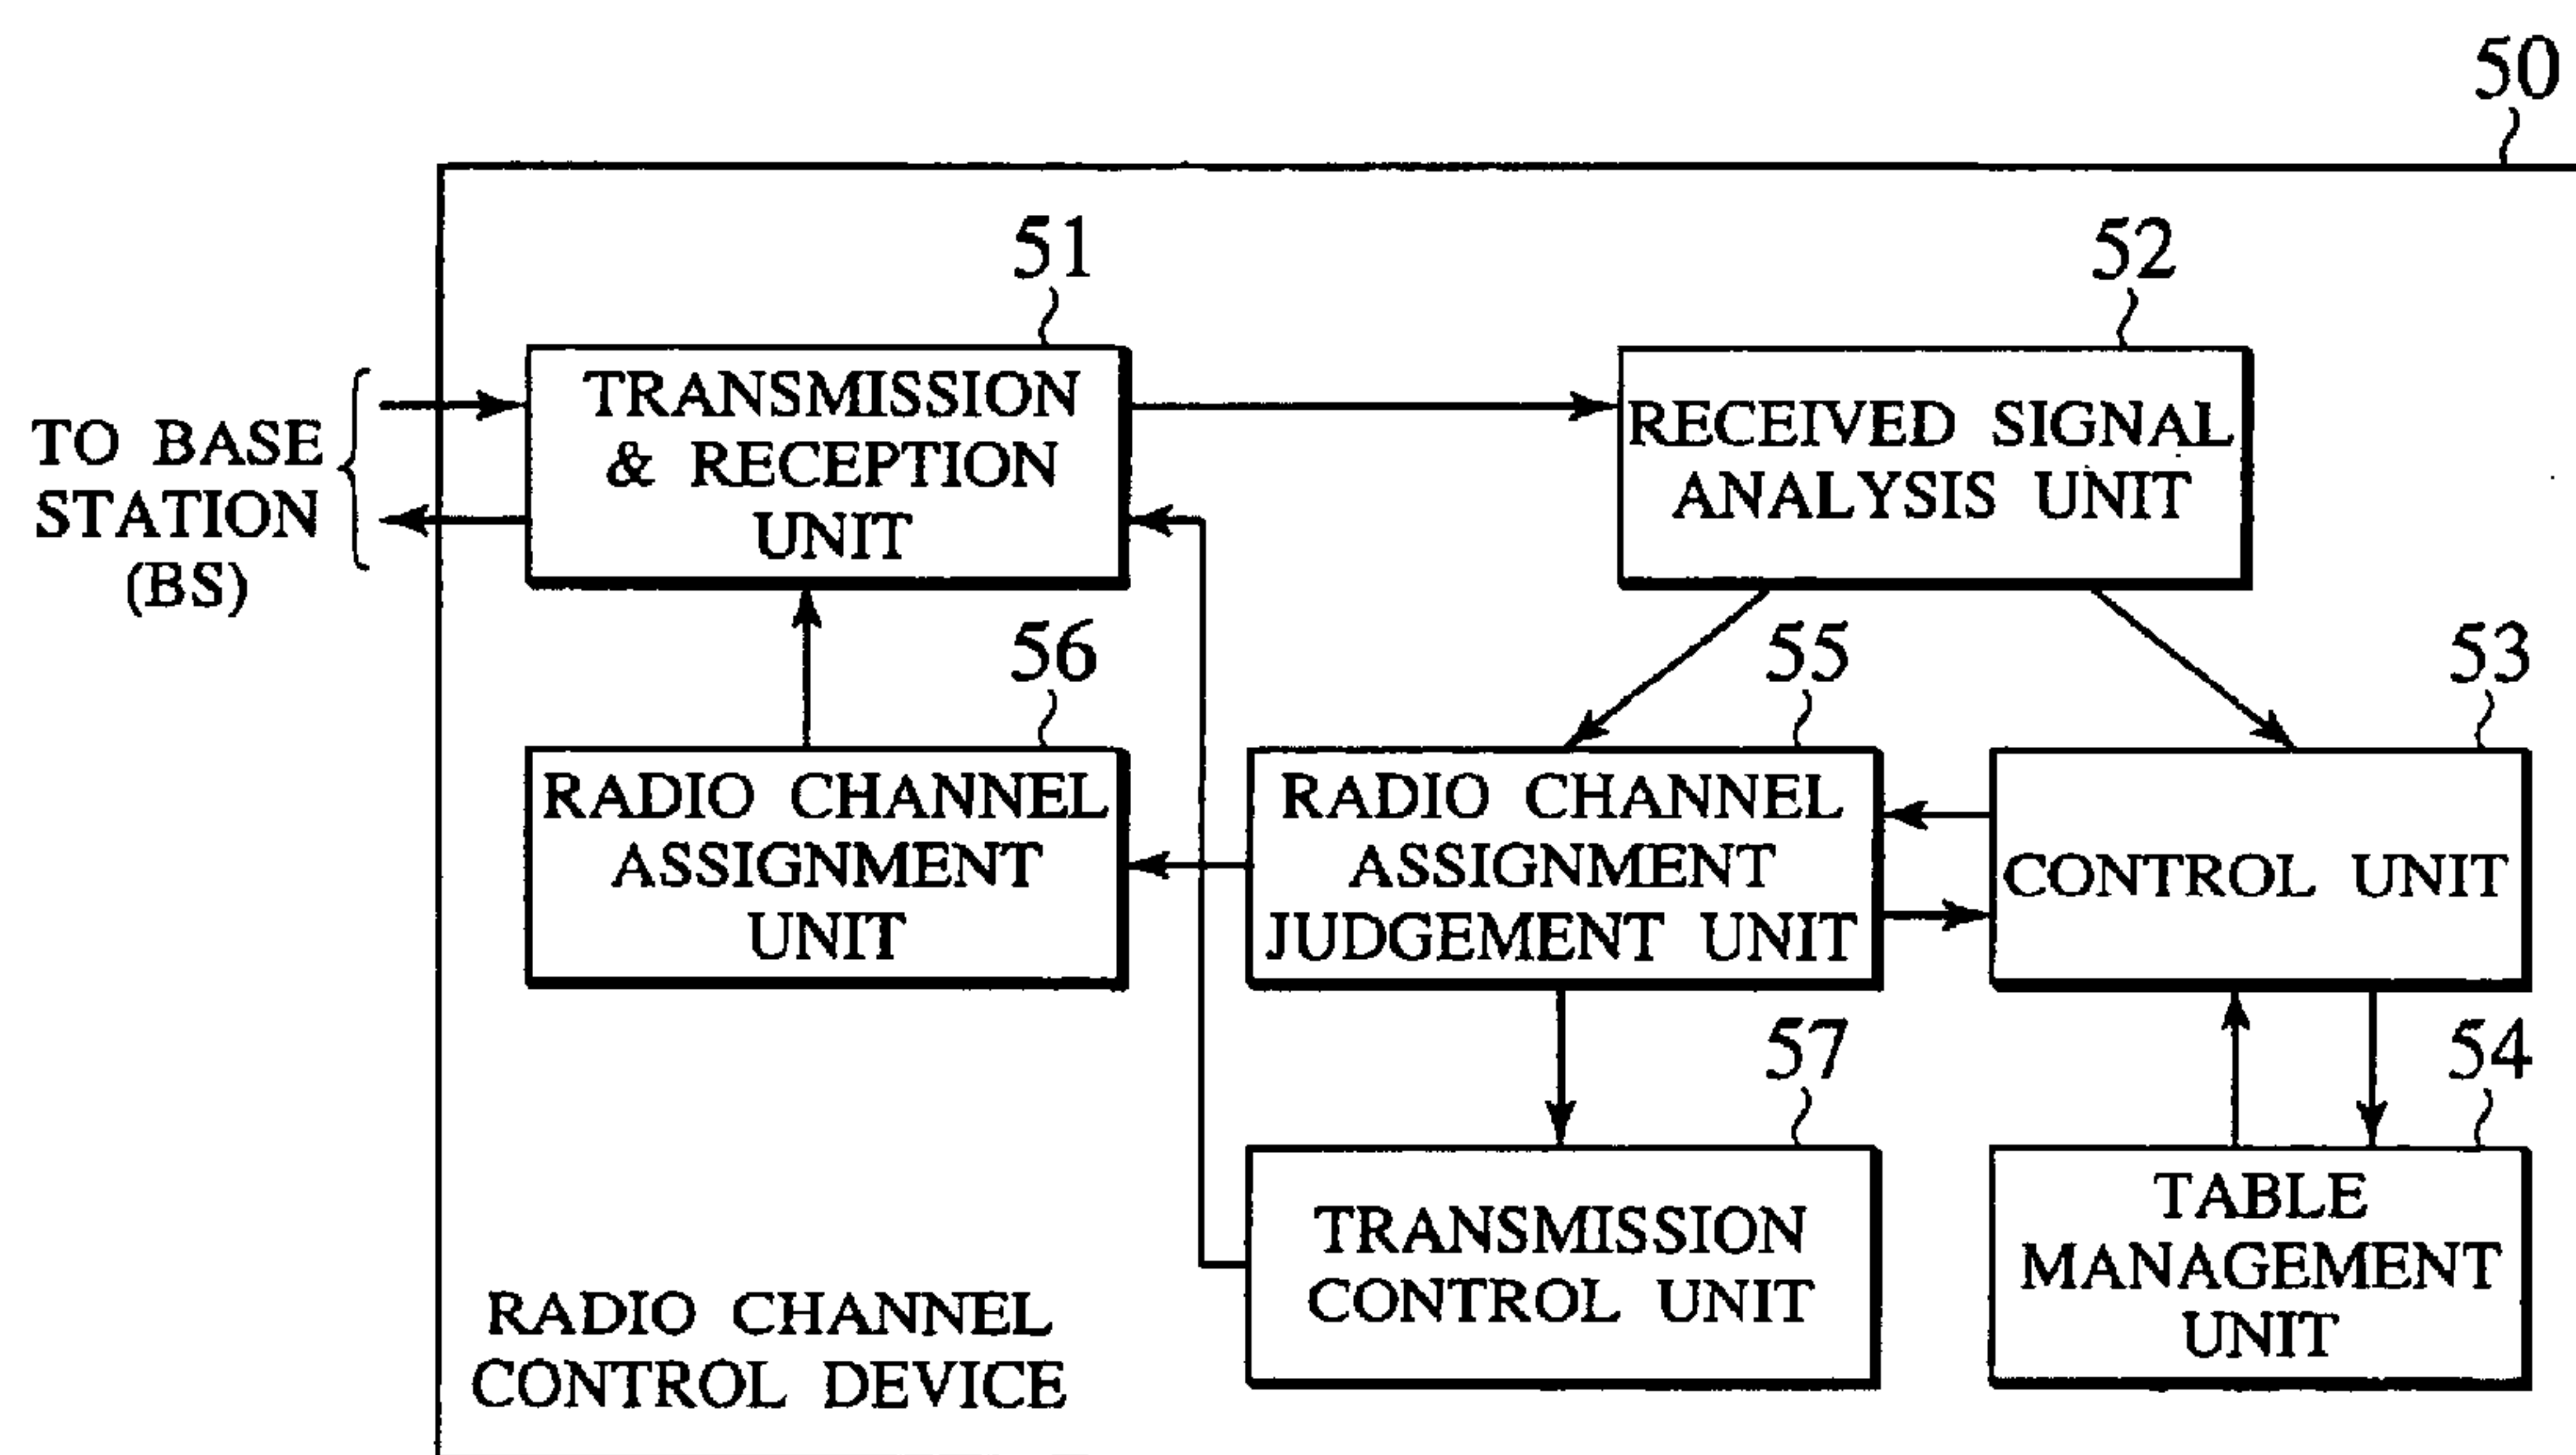 50
51
52
TO BASE
STATION
(BS)
TRANSMISSION
& RECEPTION
UNIT
RECEIVED SIGNAL
ANALYSIS UNIT
56
55
53
RADIO CHANNEL
ASSIGNMENT
UNIT
RADIO CHANNEL
ASSIGNMENT
JUDGEMENT UNIT
CONTROL UNIT
57
54
TRANSMISSION
CONTROL UNIT
TABLE
MANAGEMENT
UNIT
RADIO CHANNEL
CONTROL DEVICE